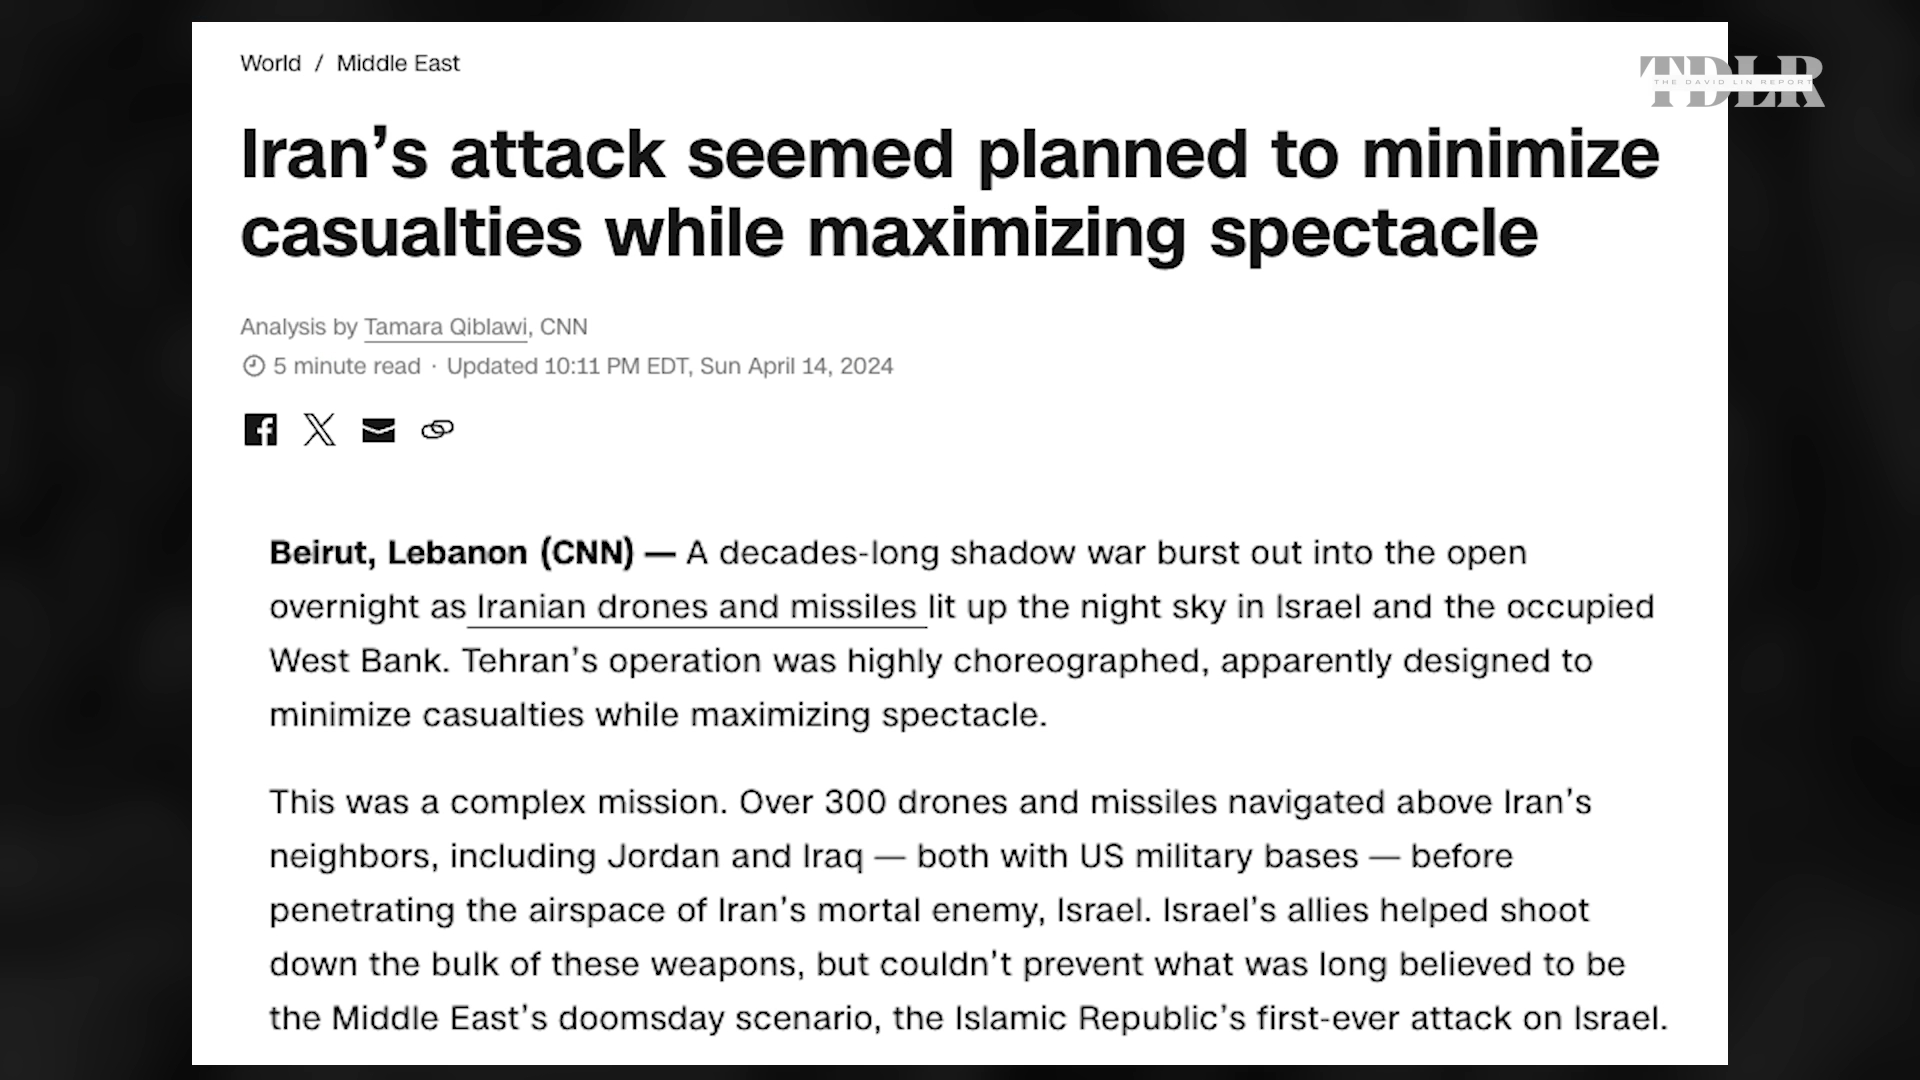 World / Middle East
TDLR
THE DAVID LIN REPORT
Iran’s attack seemed planned to minimize
casualties while maximizing spectacle
Analysis by Tamara Qiblawi, CNN
5 minute read · Updated 10:11 PM EDT, Sun April 14, 2024
Beirut, Lebanon (CNN) — A decades-long shadow war burst out into the open
overnight as Iranian drones and missiles lit up the night sky in Israel and the occupied
West Bank. Tehran’s operation was highly choreographed, apparently designed to
minimize casualties while maximizing spectacle.
This was a complex mission. Over 300 drones and missiles navigated above Iran’s
neighbors, including Jordan and Iraq — both with US military bases — before
penetrating the airspace of Iran’s mortal enemy, Israel. Israel’s allies helped shoot
down the bulk of these weapons, but couldn’t prevent what was long believed to be
the Middle East’s doomsday scenario, the Islamic Republic’s first-ever attack on Israel.